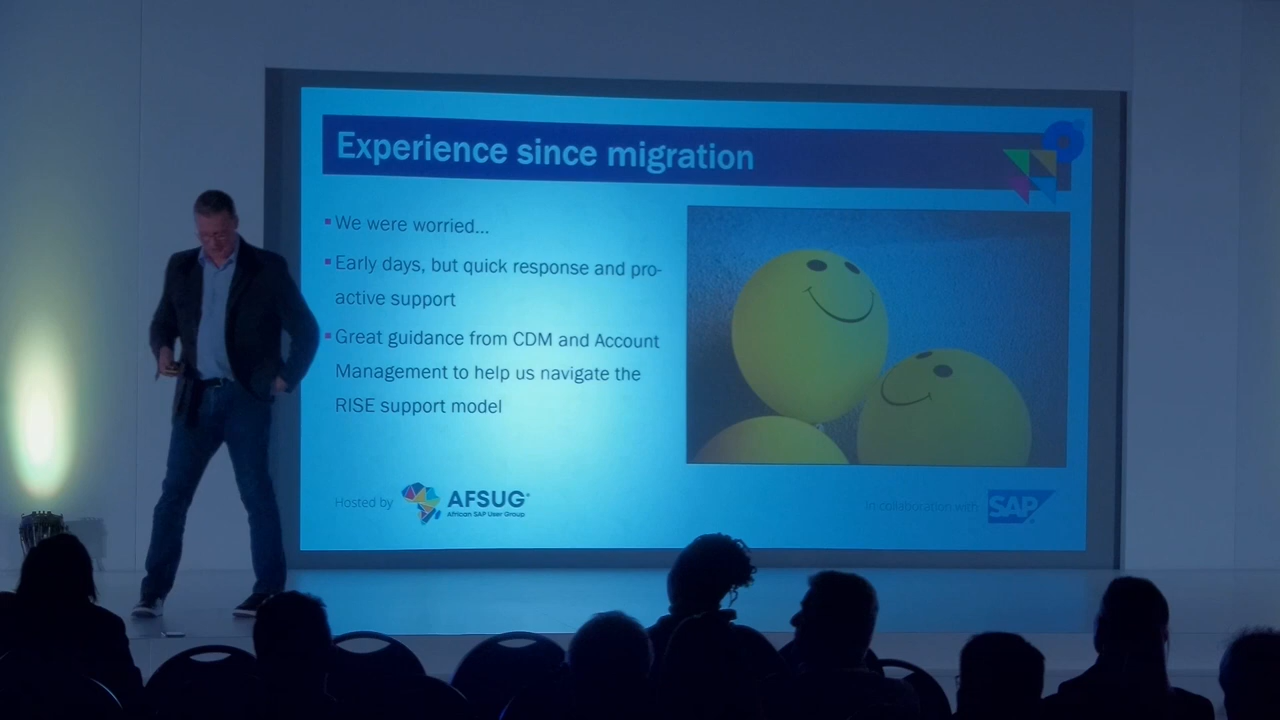 Experience since migration
We were worried...
Early days, but quick response and pro-
active support
Great guidance from CDM and Account
Management to help us navigate the
RISE support model
Hosted by
AFSUG
African SAP User Group
In collaboration with
SAP